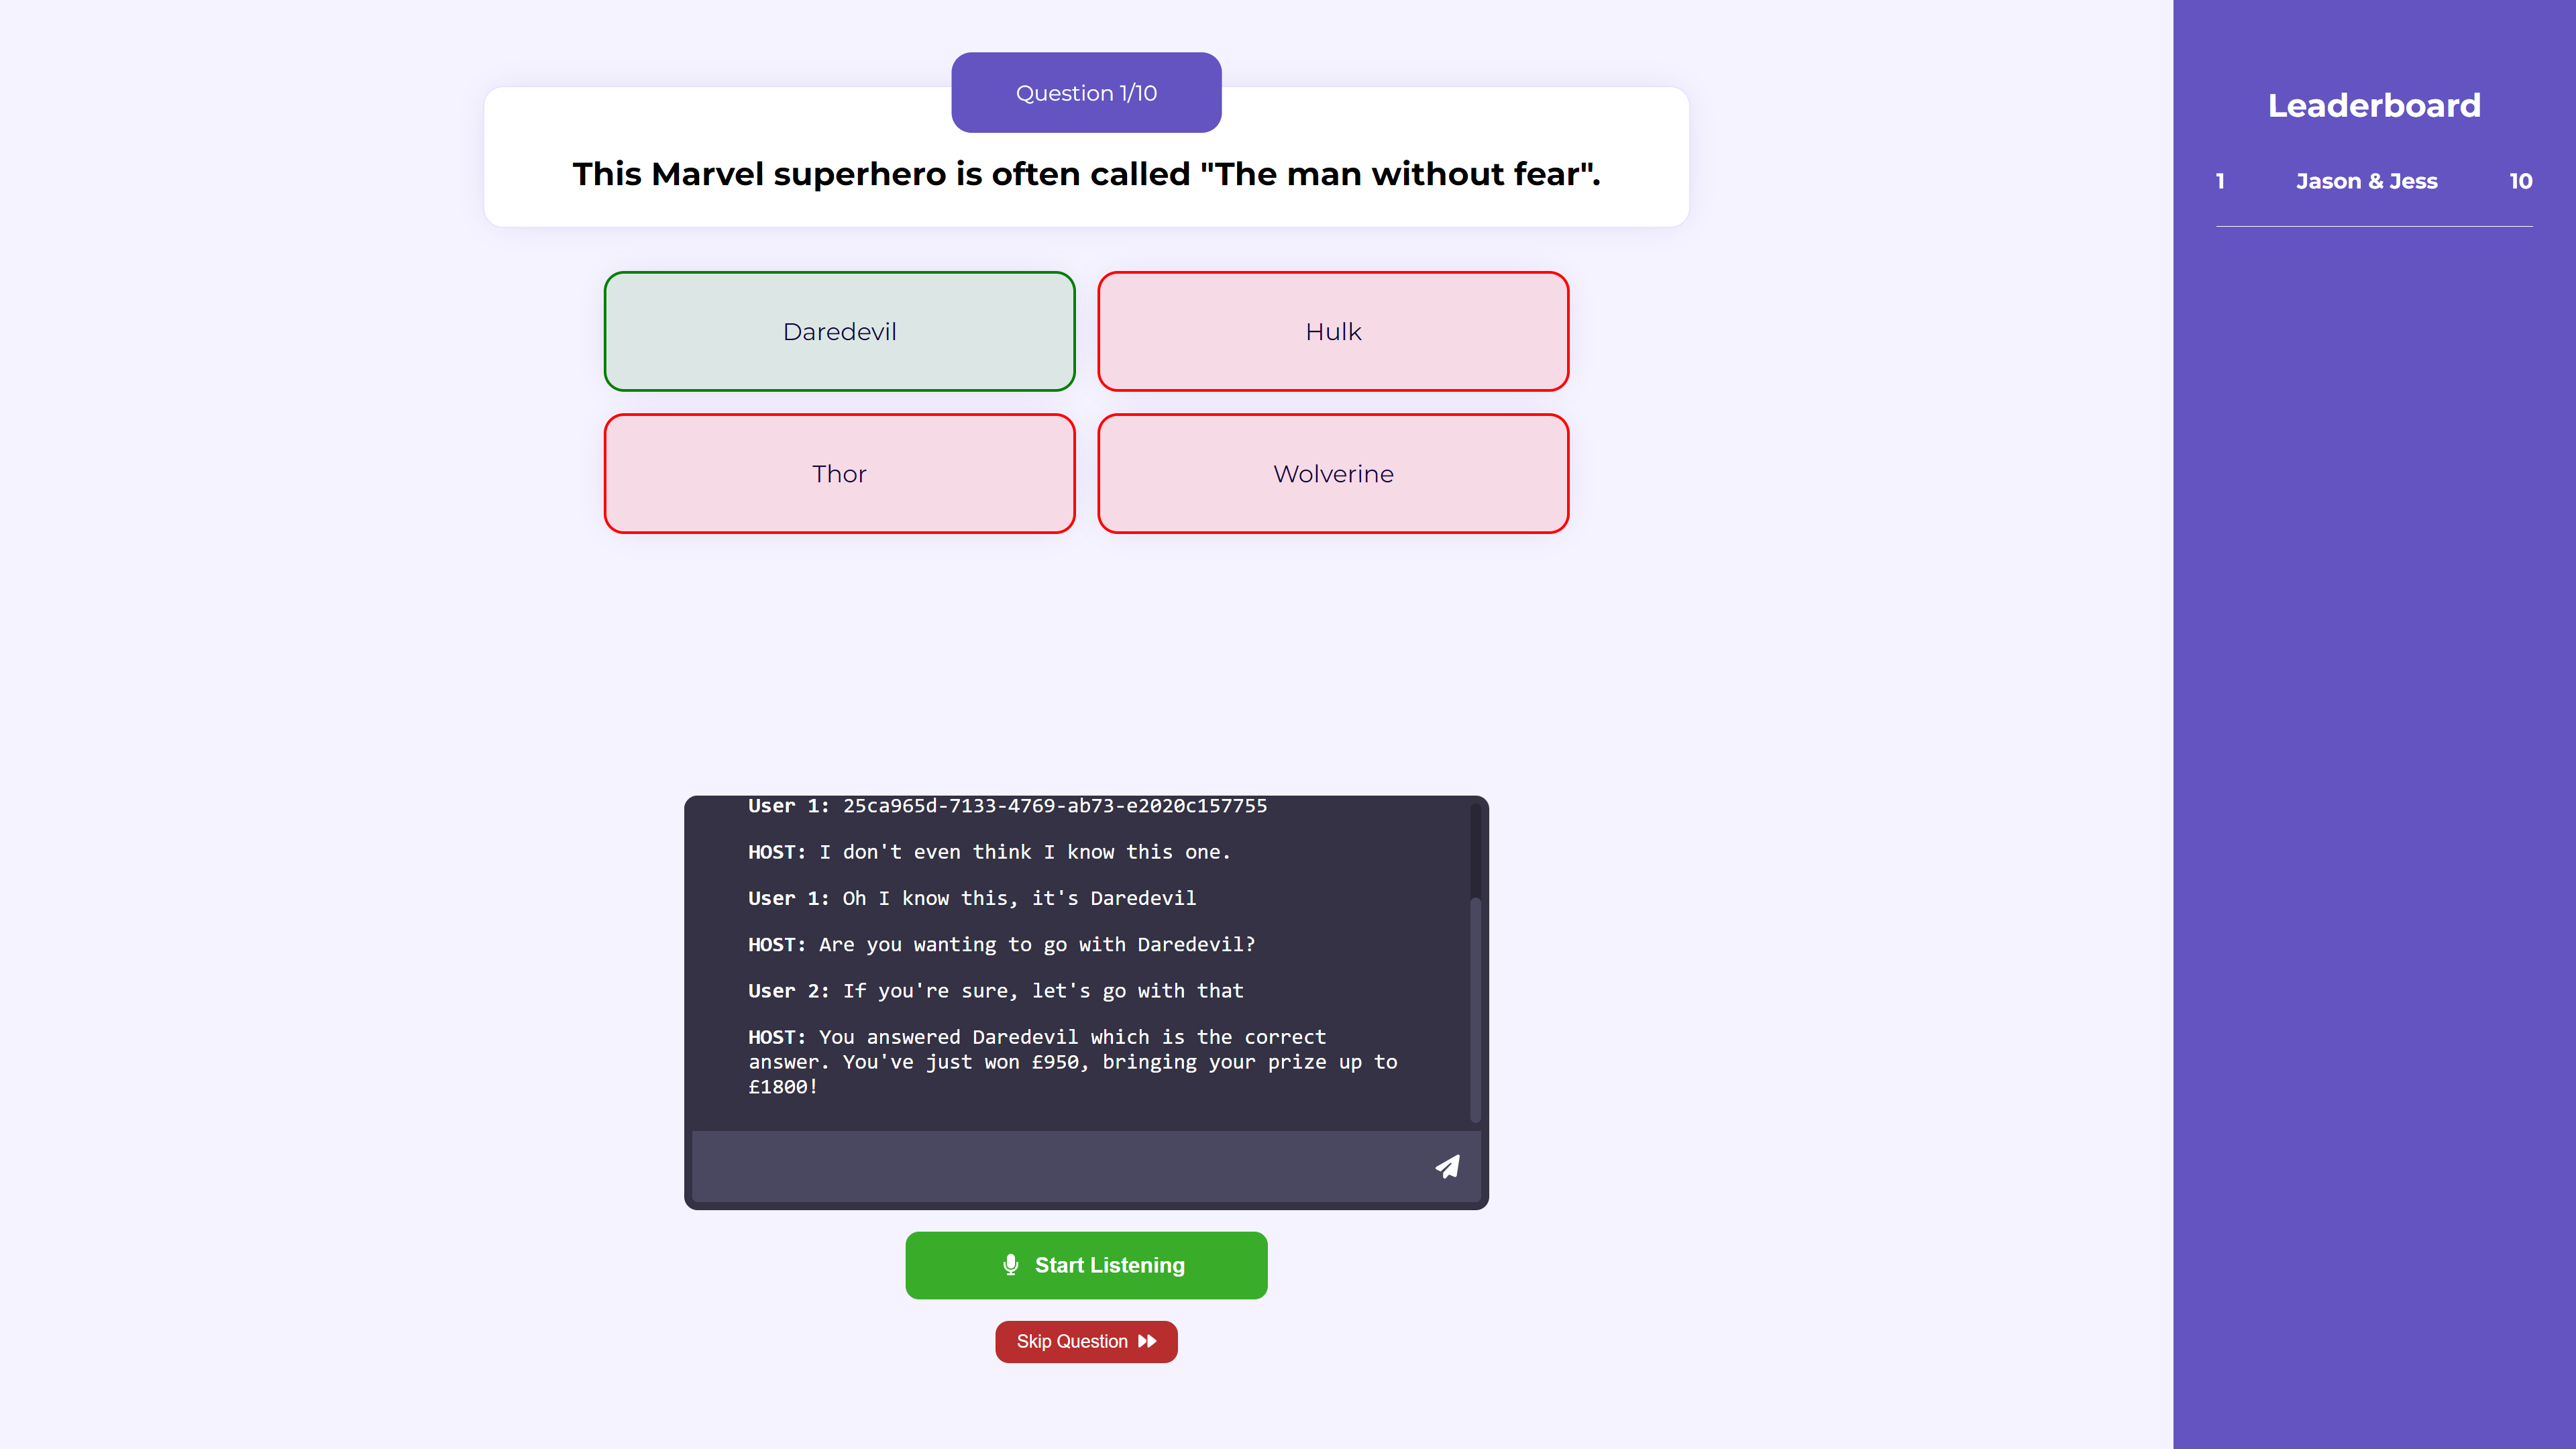 Question 1/10
This Marvel superhero is often called "The man without fear".
Daredevil
Hulk
Thor
Wolverine
User 1: 25ca965d-7133-4769-ab73-e2020c157755
HOST: I don't even think I know this one.
User 1: Oh I know this, it's Daredevil
HOST: Are you wanting to go with Daredevil?
User 2: If you're sure, let's go with that
HOST: You answered Daredevil which is the correct
answer. You've just won £950, bringing your prize up to
£1800!
Start Listening
Skip Question
Leaderboard
1 Jason & Jess 10